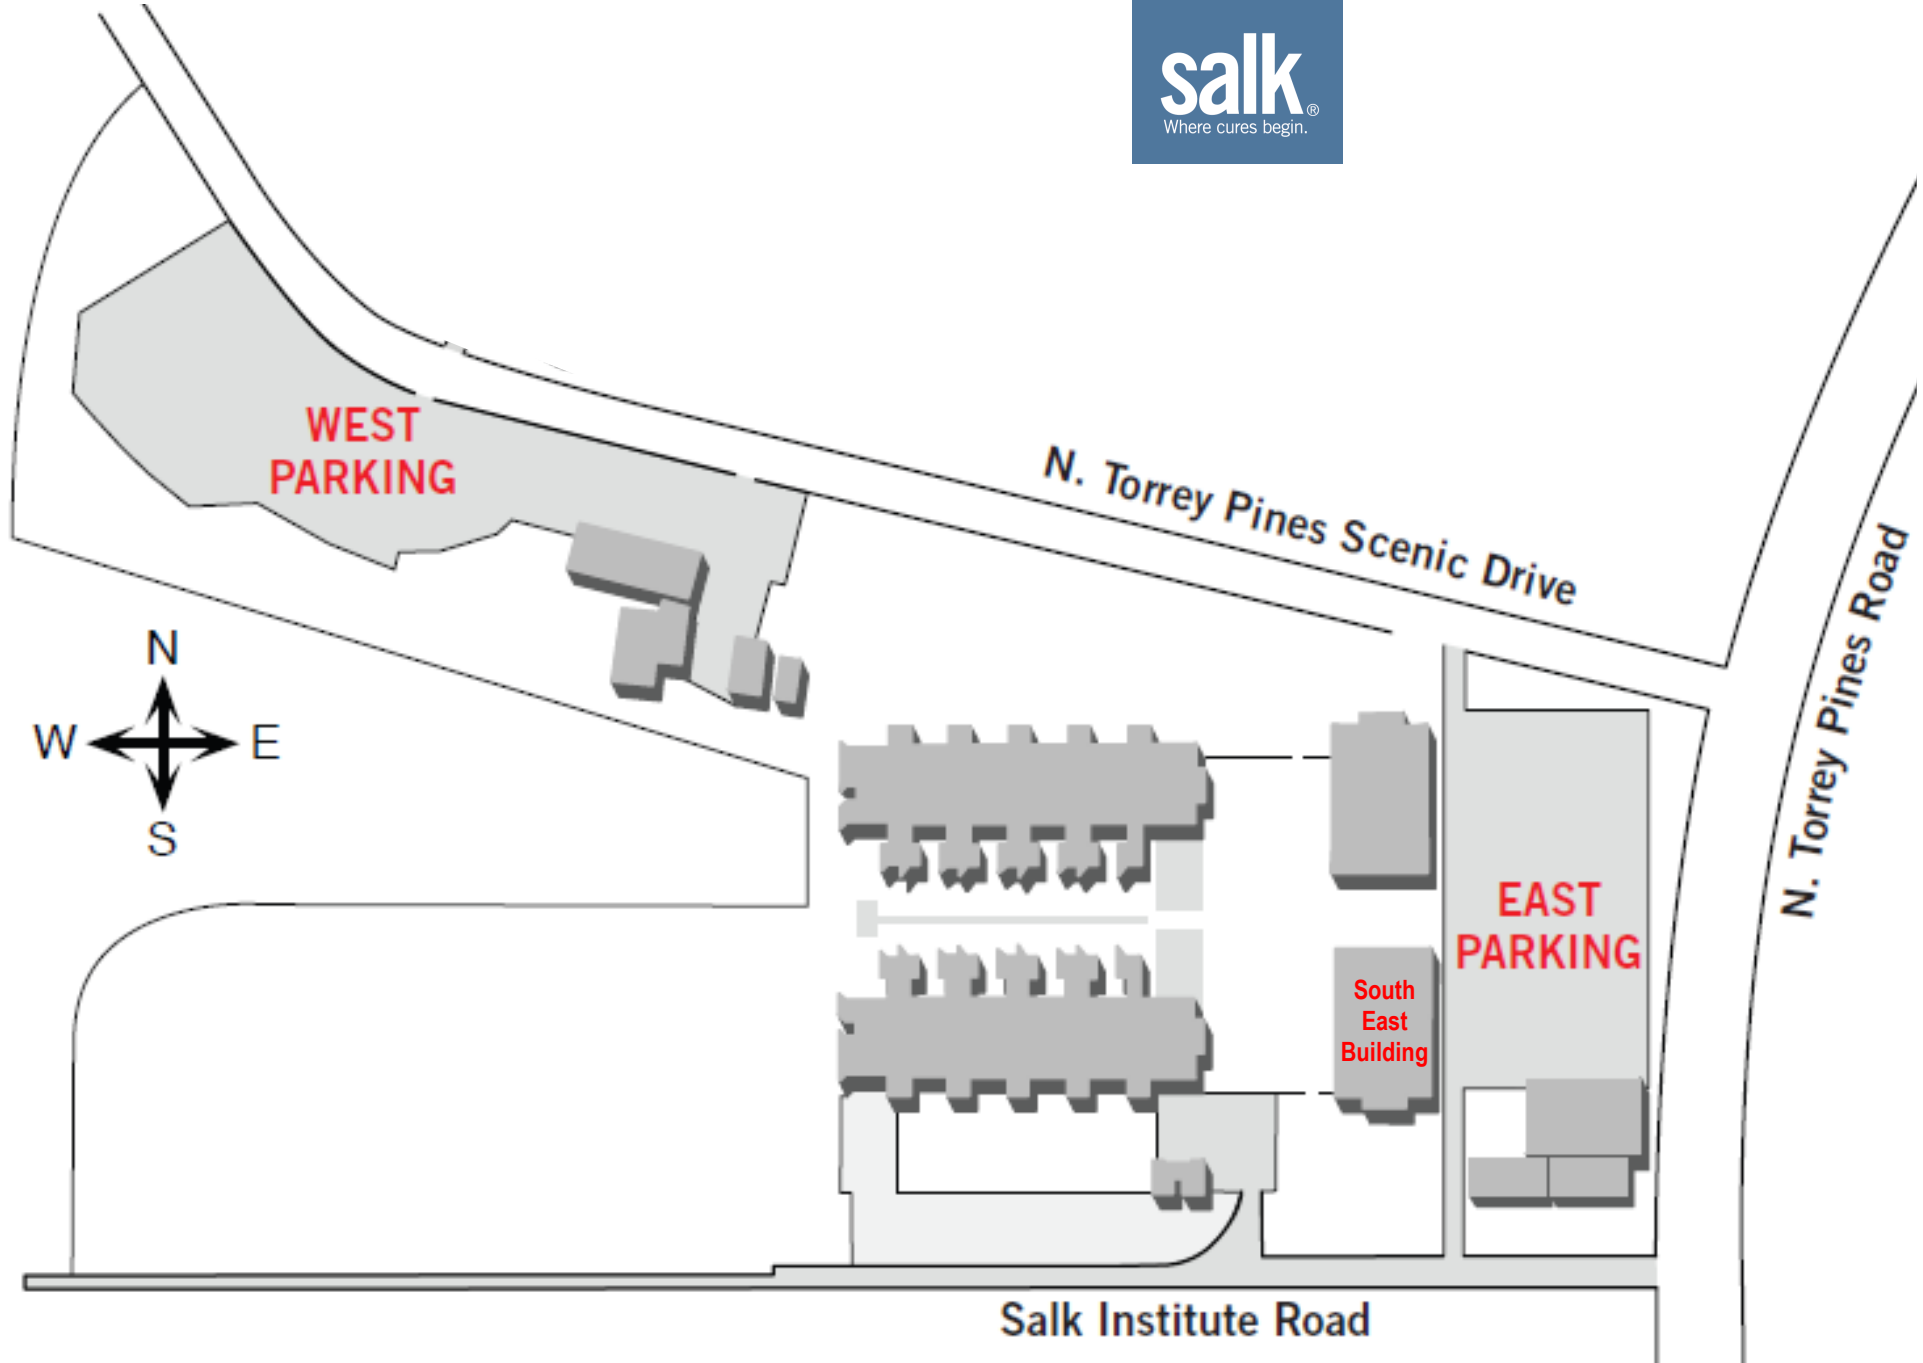 salk®
Where cures begin.
WEST
PARKING
N. Torrey Pines Scenic Drive
N. Torrey Pines Road
N
W
E
S
EAST
PARKING
South
East
Building
Salk Institute Road